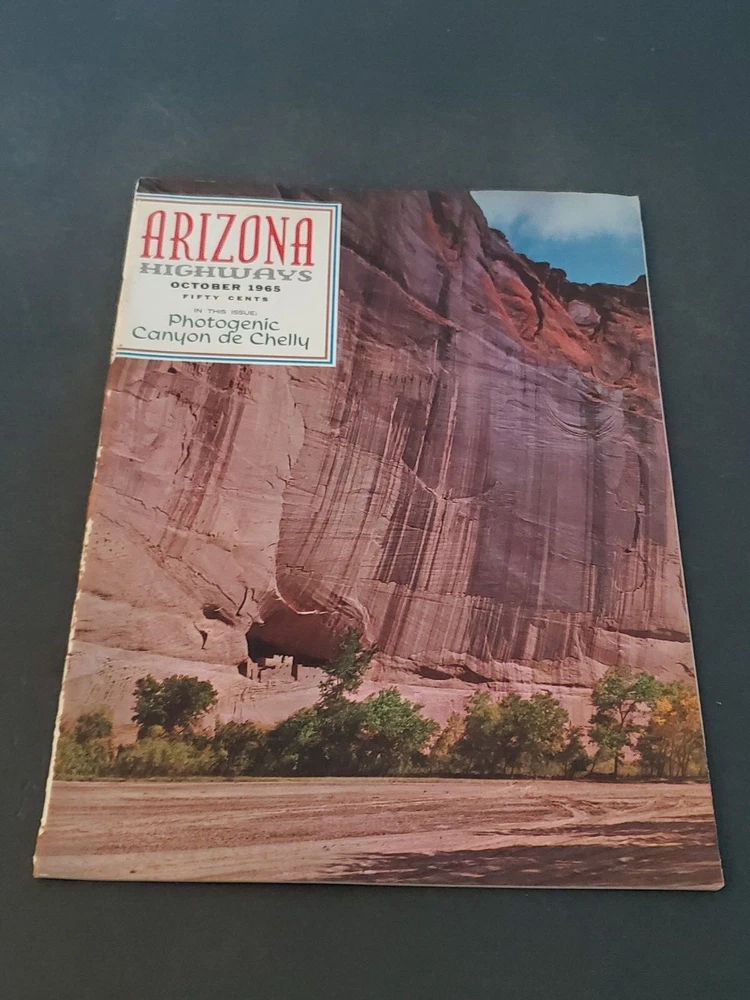 ARIZONA
HIGHWAYS
OCTOBER 1965
FIFTY CENTS
IN THIS ISSUE:
Photogenic
Canyon de Chelly